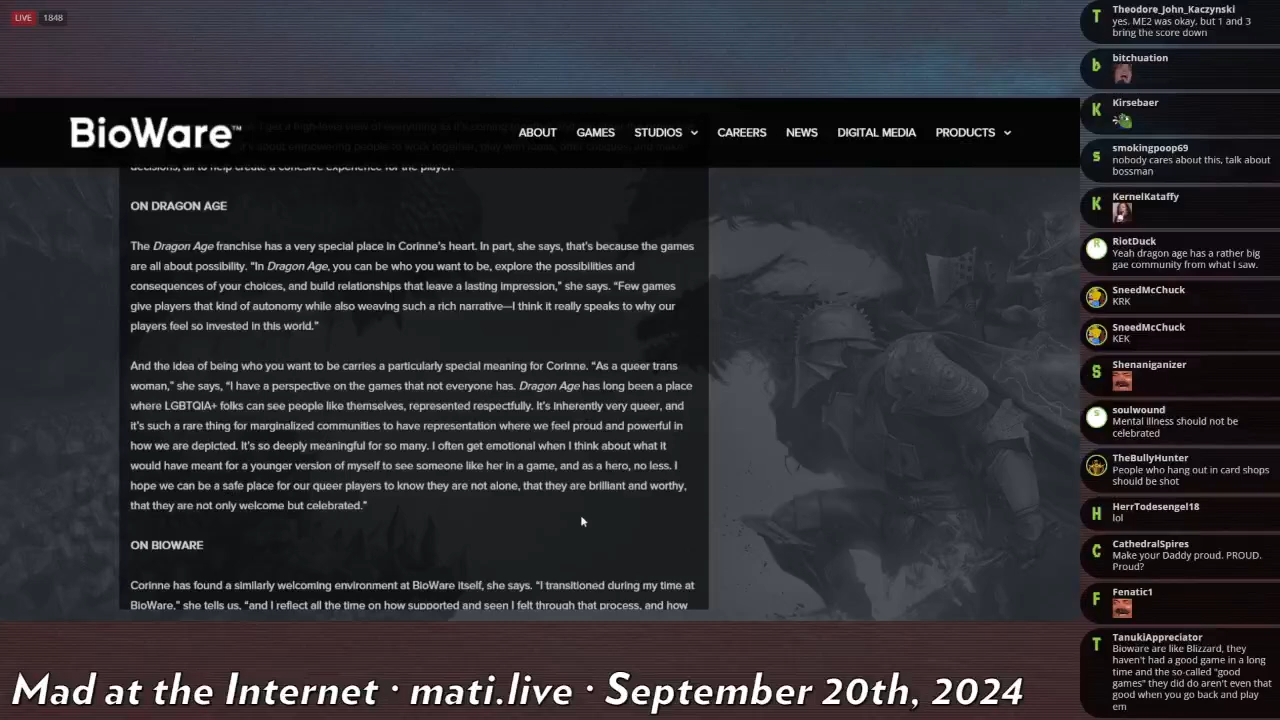 LIVE 1848
BioWare™
ABOUT GAMES STUDIOS CAREERS NEWS DIGITAL MEDIA PRODUCTS
decisions, all to help create a cohesive experience for the player.
ON DRAGON AGE
The Dragon Age franchise has a very special place in Corinne's heart. In part, she says, that's because the games
are all about possibility. “In Dragon Age, you can be who you want to be, explore the possibilities and
consequences of your choices, and build relationships that leave a lasting impression,” she says. “Few games
give players that kind of autonomy while also weaving such a rich narrative—I think it really speaks to why our
players feel so invested in this world.”
And the idea of being who you want to be carries a particularly special meaning for Corinne. “As a queer trans
woman,” she says, “I have a perspective on the games that not everyone has. Dragon Age has long been a place
where LGBTQIA+ folks can see people like themselves, represented respectfully. It's inherently very queer, and
it's such a rare thing for marginalized communities to have representation where we feel proud and powerful in
how we are depicted. It's so deeply meaningful for so many. I often get emotional when I think about what it
would have meant for a younger version of myself to see someone like her in a game, and as a hero, no less. I
hope we can be a safe place for our queer players to know they are not alone, that they are brilliant and worthy,
that they are not only welcome but celebrated.”
ON BIOWARE
Corinne has found a similarly welcoming environment at BioWare itself, she says. “I transitioned during my time at
BioWare,” she tells us, “and I reflect all the time on how supported and seen I felt through that process, and how
T
Theodore_John_Kaczynski
yes. ME2 was okay. but 1 and 3
bring the score down
b
bitchuation
K
Kirsebaer
s
smokingpoop69
nobody cares about this, talk about
bossman
K
KernelKataffy
R
RiotDuck
Yeah dragon age has a rather big
gae community from what I saw.
SneedMcChuck
KRK
SneedMcChuck
KEK
S
Shenaniganizer
s
soulwound
Mental illness should not be
celebrated
TheBullyHunter
People who hang out in card shops
should be shot
H
HerrTodesengel18
lol
C
CathedralSpires
Make your Daddy proud. PROUD.
Proud?
F
Fenatic1
T
TanukiAppreciator
Bioware are like Blizzard, they
haven't had a good game in a long
time and the so-called "good
games" they did do aren't even that
good when you go back and play
em
Mad at the Internet · mati.live · September 20th, 2024